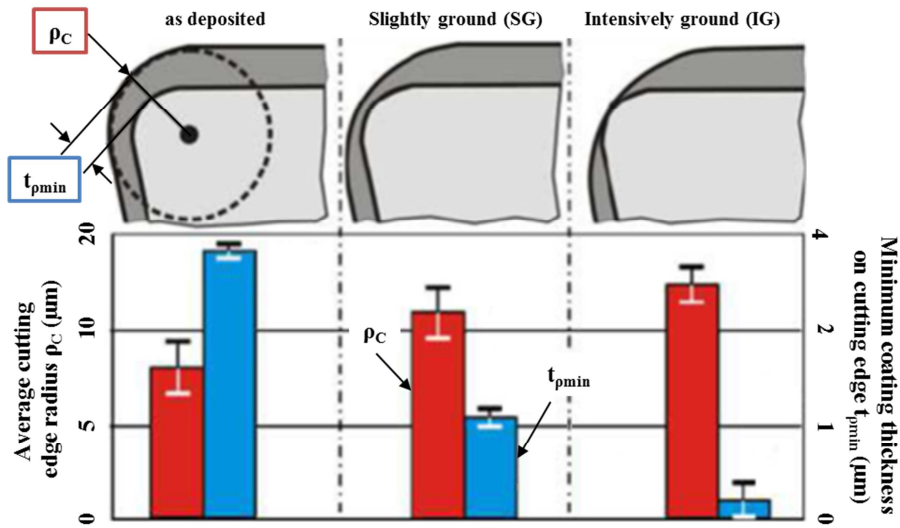 as deposited
Slightly ground (SG)
Intensively ground (IG)
ρC
tρmin
20
10
5
0
Average cutting
edge radius ρC (µm)
ρC
tρmin
4
2
1
0
Minimum coating thickness
on cutting edge tρmin (µm)